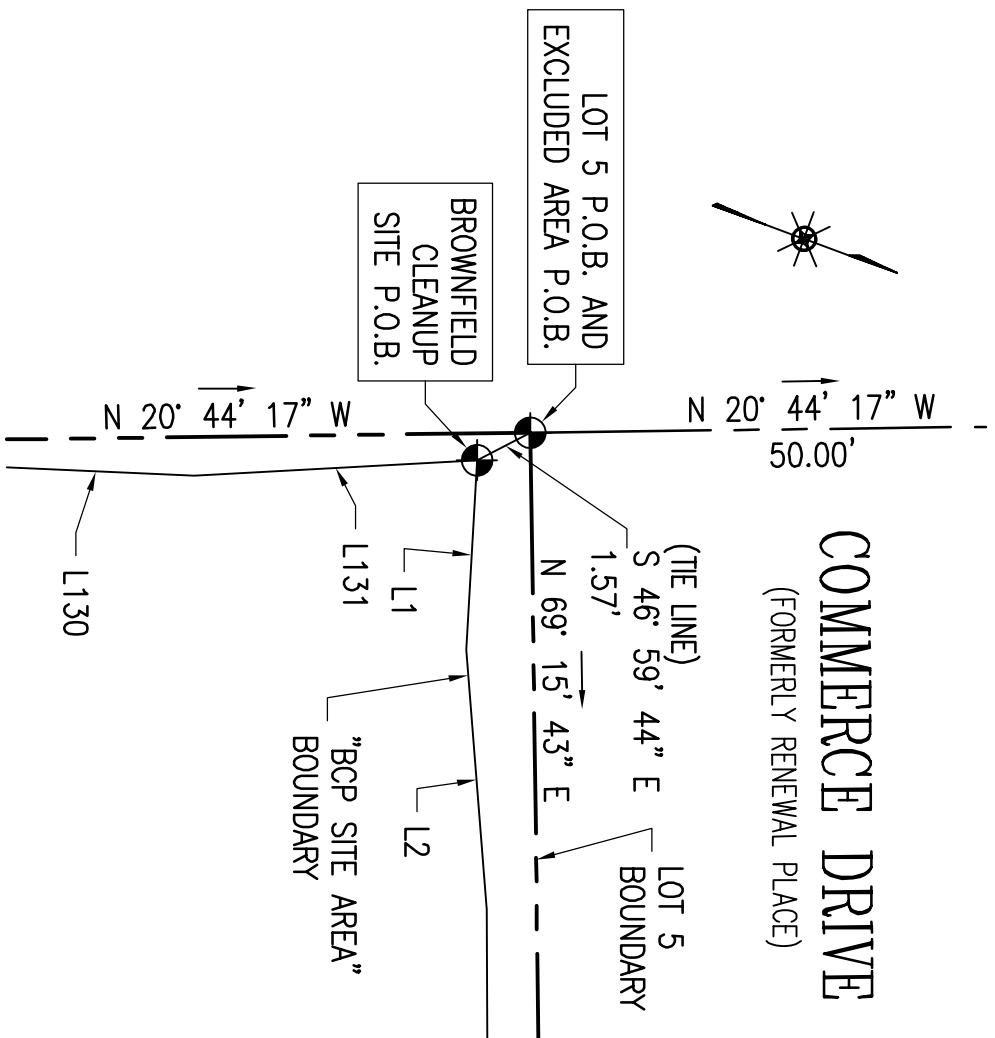 LOT 5 P.O.B. AND
EXCLUDED AREA P.O.B.
BROWNFIELD
CLEANUP
SITE P.O.B.
N 20° 44' 17" W
N 20° 44' 17" W
50.00'
COMMERCE DRIVE
(FORMERLY RENEWAL PLACE)
(TIE LINE)
S 46° 59' 44" E
1.57'
N 69° 15' 43" E
LOT 5
BOUNDARY
L1
L131
L130
L2
"BCP SITE AREA"
BOUNDARY